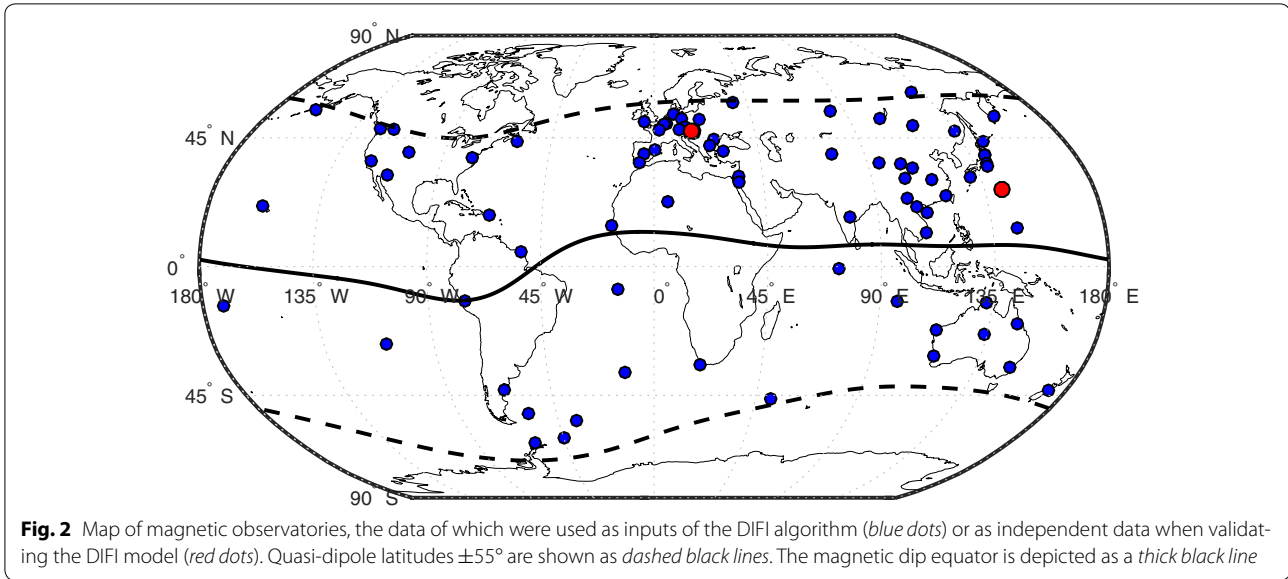 90° N
45° N
0°
180° W 135° W 90° W 45° W 0° 45° E 90° E 135° E 180° E
45° S
90° S
Fig. 2 Map of magnetic observatories, the data of which were used as inputs of the DIFI algorithm (blue dots) or as independent data when validat-
ing the DIFI model (red dots). Quasi-dipole latitudes ±55° are shown as dashed black lines. The magnetic dip equator is depicted as a thick black line